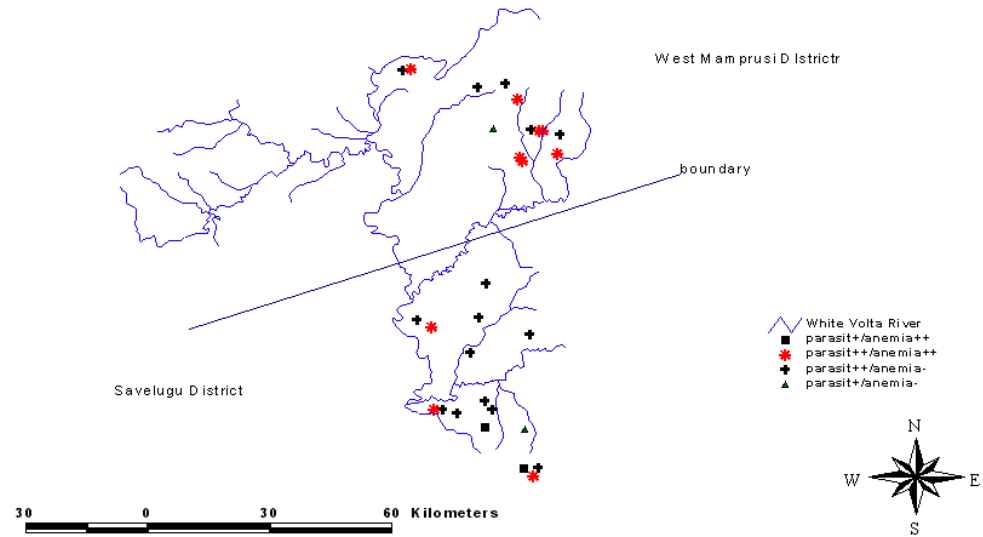 West Mamprusi DIstrictr
boundary
White Volta River
parasit+/anemia++
parasit++/anemia++
parasit++/anemia-
parasit+/anemia-
Savelugu District
N
W E
S
30 0 30 60 Kilometers